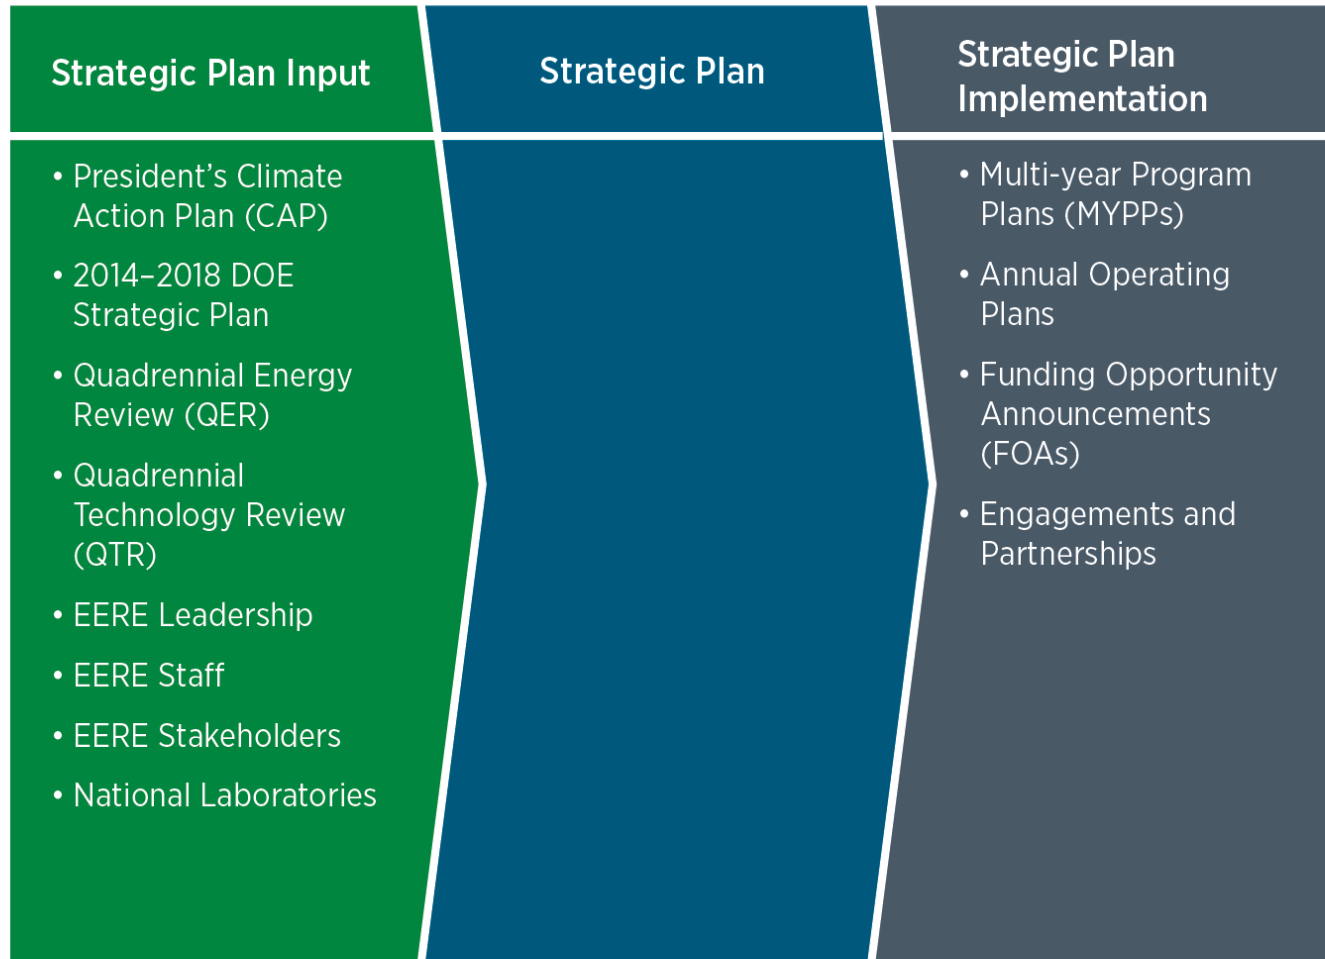 Strategic Plan Input
• President’s Climate
Action Plan (CAP)
• 2014–2018 DOE
Strategic Plan
• Quadrennial Energy
Review (QER)
• Quadrennial
Technology Review
(QTR)
• EERE Leadership
• EERE Staff
• EERE Stakeholders
• National Laboratories
Strategic Plan
Strategic Plan
Implementation
• Multi-year Program
Plans (MYPPs)
• Annual Operating
Plans
• Funding Opportunity
Announcements
(FOAs)
• Engagements and
Partnerships